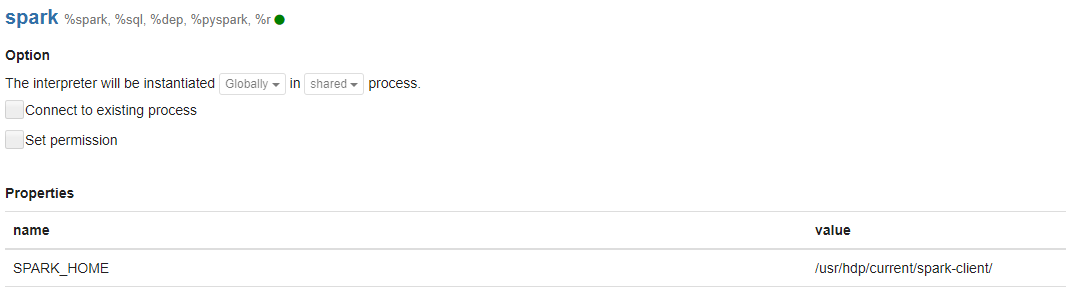 spark %spark, %sql, %dep, %pyspark, %r
Option
The interpreter will be instantiated Globally in shared process.
Connect to existing process
Set permission
Properties
name value
SPARK_HOME /usr/hdp/current/spark-client/